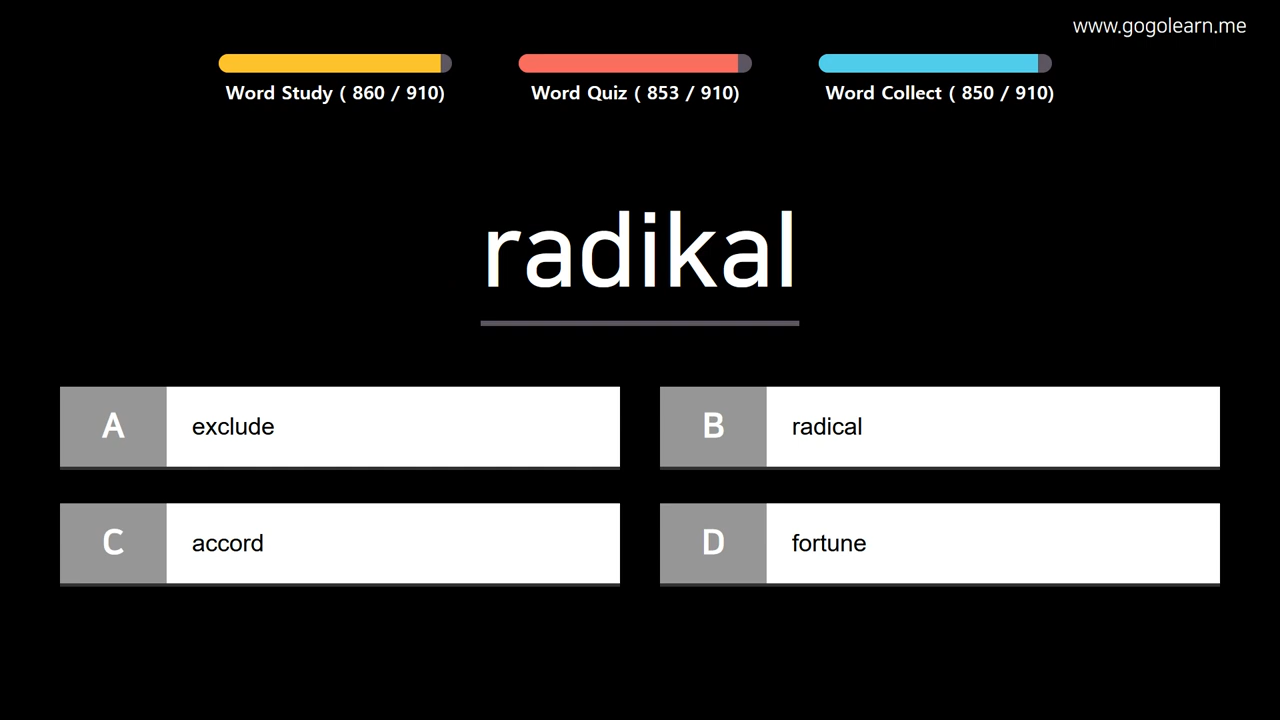 www.gogolearn.me
Word Study ( 860 / 910)
Word Quiz ( 853 / 910)
Word Collect ( 850 / 910)
radikal
A exclude
B radical
C accord
D fortune